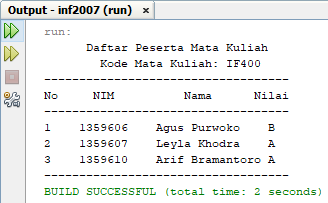 Output - inf2007 (run) ×
run:
Daftar Peserta Mata Kuliah
Kode Mata Kuliah: IF400
-----------------------------------
No NIM Nama Nilai
-----------------------------------
1 1359606 Agus Purwoko B
2 1359607 Leyla Khodra A
3 1359610 Arif Bramantoro A
-----------------------------------
BUILD SUCCESSFUL (total time: 2 seconds)